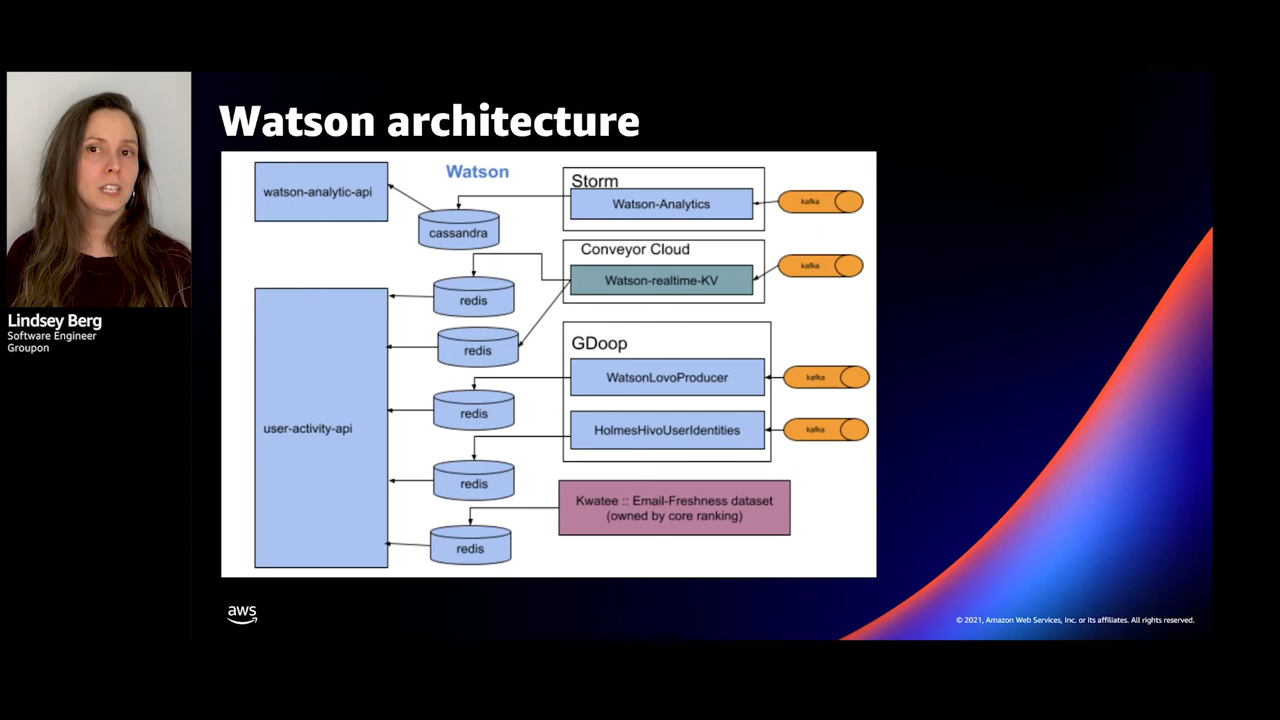 Watson architecture
Watson
watson-analytic-api
cassandra
Storm
Watson-Analytics
kafka
Conveyor Cloud
Watson-realtime-KV
kafka
redis
redis
GDoop
WatsonLovoProducer
kafka
redis
HolmesHivoUserIdentities
kafka
user-activity-api
redis
Kwatee :: Email-Freshness dataset
(owned by core ranking)
redis
Lindsey Berg
Software Engineer
Groupon
aws
© 2021, Amazon Web Services, Inc. or its affiliates. All rights reserved.